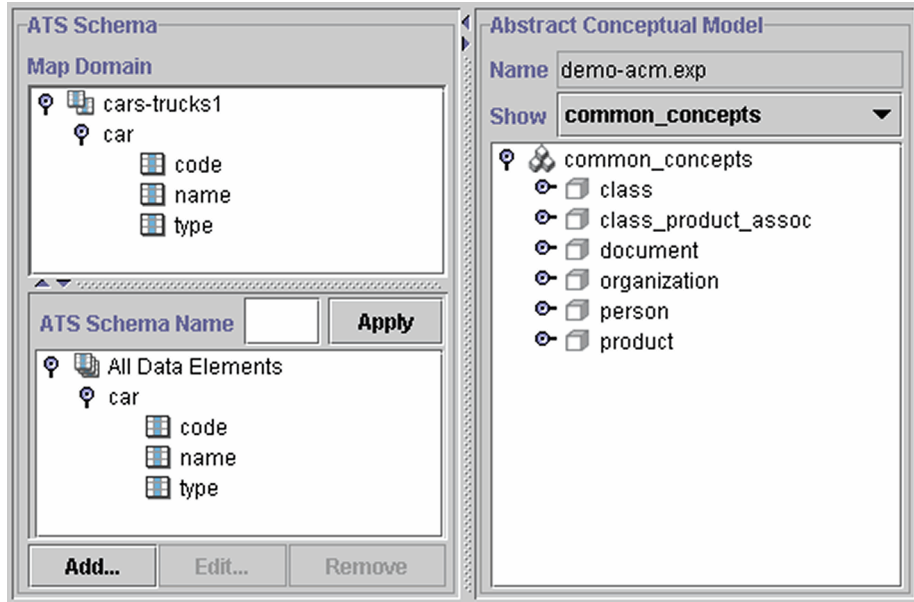 ATS Schema
Map Domain
cars-trucks1
car
code
name
type
ATS Schema Name
Apply
All Data Elements
car
code
name
type
Add...
Edit...
Remove
Abstract Conceptual Model
Name demo-acm.exp
Show common_concepts
common_concepts
class
class_product_assoc
document
organization
person
product